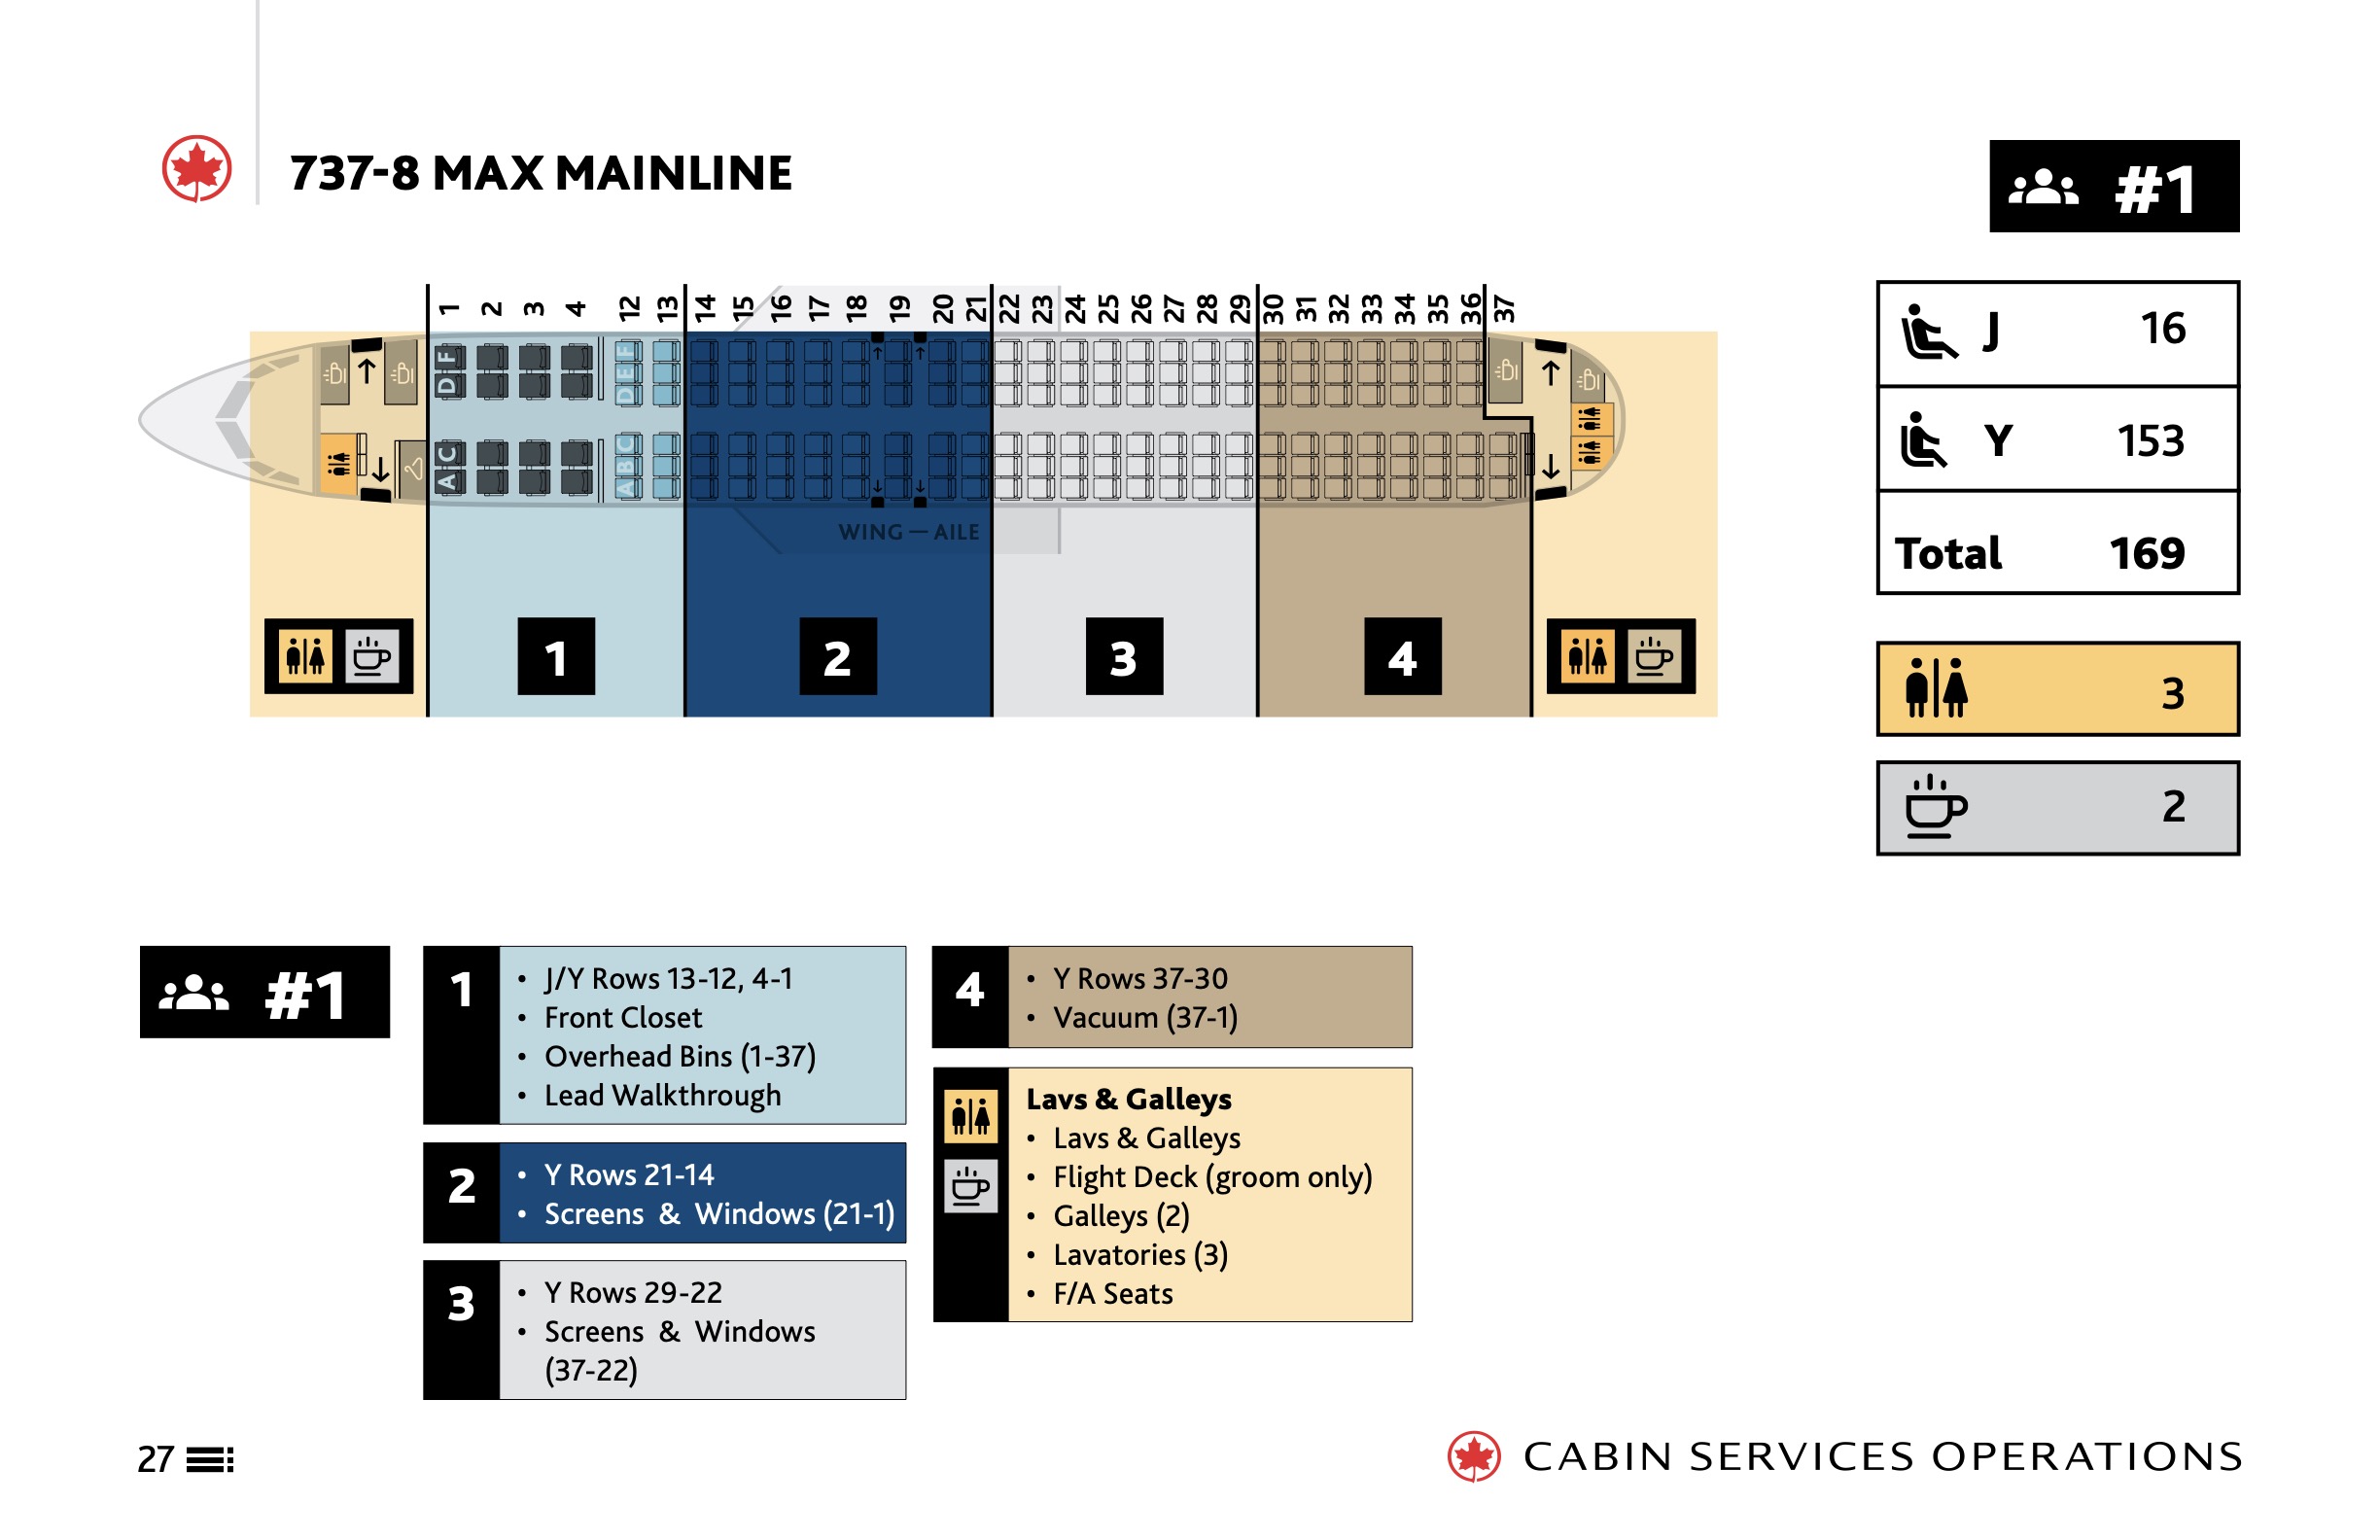 737-8 MAX MAINLINE
#1
1 2 3 4 12 13 14 15 16 17 18 19 20 21 22 23 24 25 26 27 28 29 30 31 32 33 34 35 36 37
DF
DEF
AC
ABC
WING — AILE
1 2 3 4
J 16
Y 153
Total 169
3
2
#1
1
• J/Y Rows 13-12, 4-1
• Front Closet
• Overhead Bins (1-37)
• Lead Walkthrough
2
• Y Rows 21-14
• Screens & Windows (21-1)
3
• Y Rows 29-22
• Screens & Windows
(37-22)
4
• Y Rows 37-30
• Vacuum (37-1)
Lavs & Galleys
• Lavs & Galleys
• Flight Deck (groom only)
• Galleys (2)
• Lavatories (3)
• F/A Seats
27
CABIN SERVICES OPERATIONS